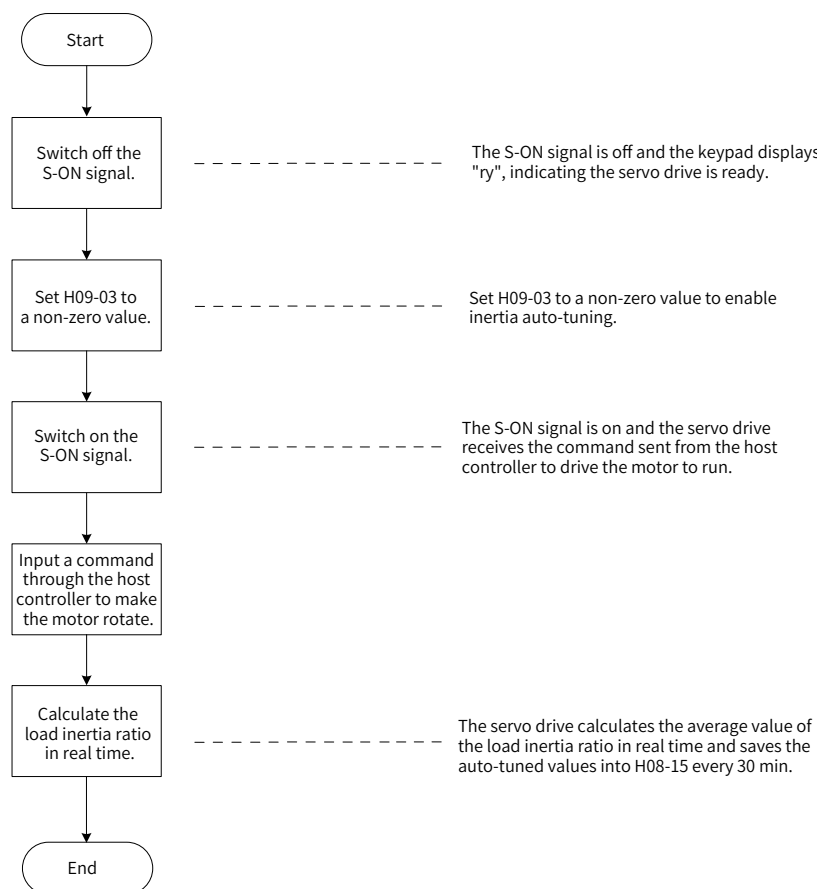 Start
Switch off the
S-ON signal.
The S-ON signal is off and the keypad displays
"ry", indicating the servo drive is ready.
Set H09-03 to
a non-zero value.
Set H09-03 to a non-zero value to enable
inertia auto-tuning.
Switch on the
S-ON signal.
The S-ON signal is on and the servo drive
receives the command sent from the host
controller to drive the motor to run.
Input a command
through the host
controller to make
the motor rotate.
Calculate the
load inertia ratio
in real time.
The servo drive calculates the average value of
the load inertia ratio in real time and saves the
auto-tuned values into H08-15 every 30 min.
End